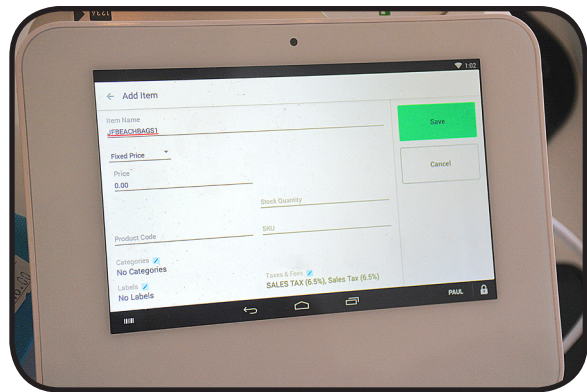 1:02
← Add Item
Item Name
JFBEACHBAGS1
Save
Fixed Price
Cancel
Price
0.00
Stock Quantity
Product Code
SKU
Categories
No Categories
Taxes & Fees
SALES TAX (6.5%), Sales Tax (6.5%)
Labels
No Labels
PAUL